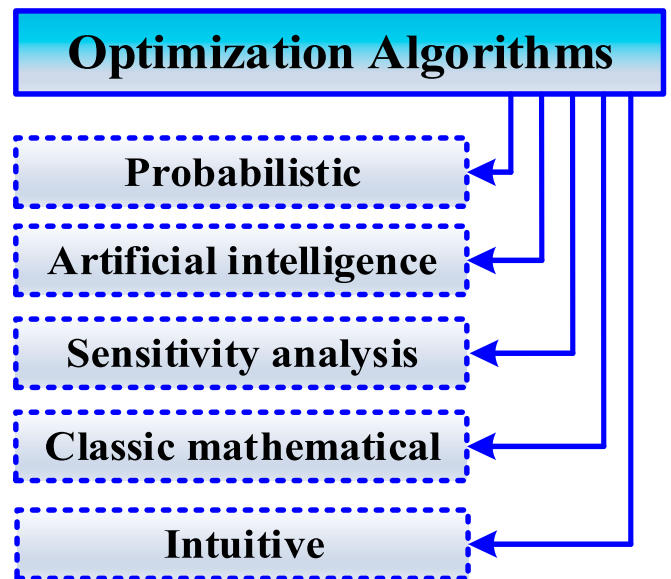 Optimization Algorithms
Probabilistic
Artificial intelligence
Sensitivity analysis
Classic mathematical
Intuitive